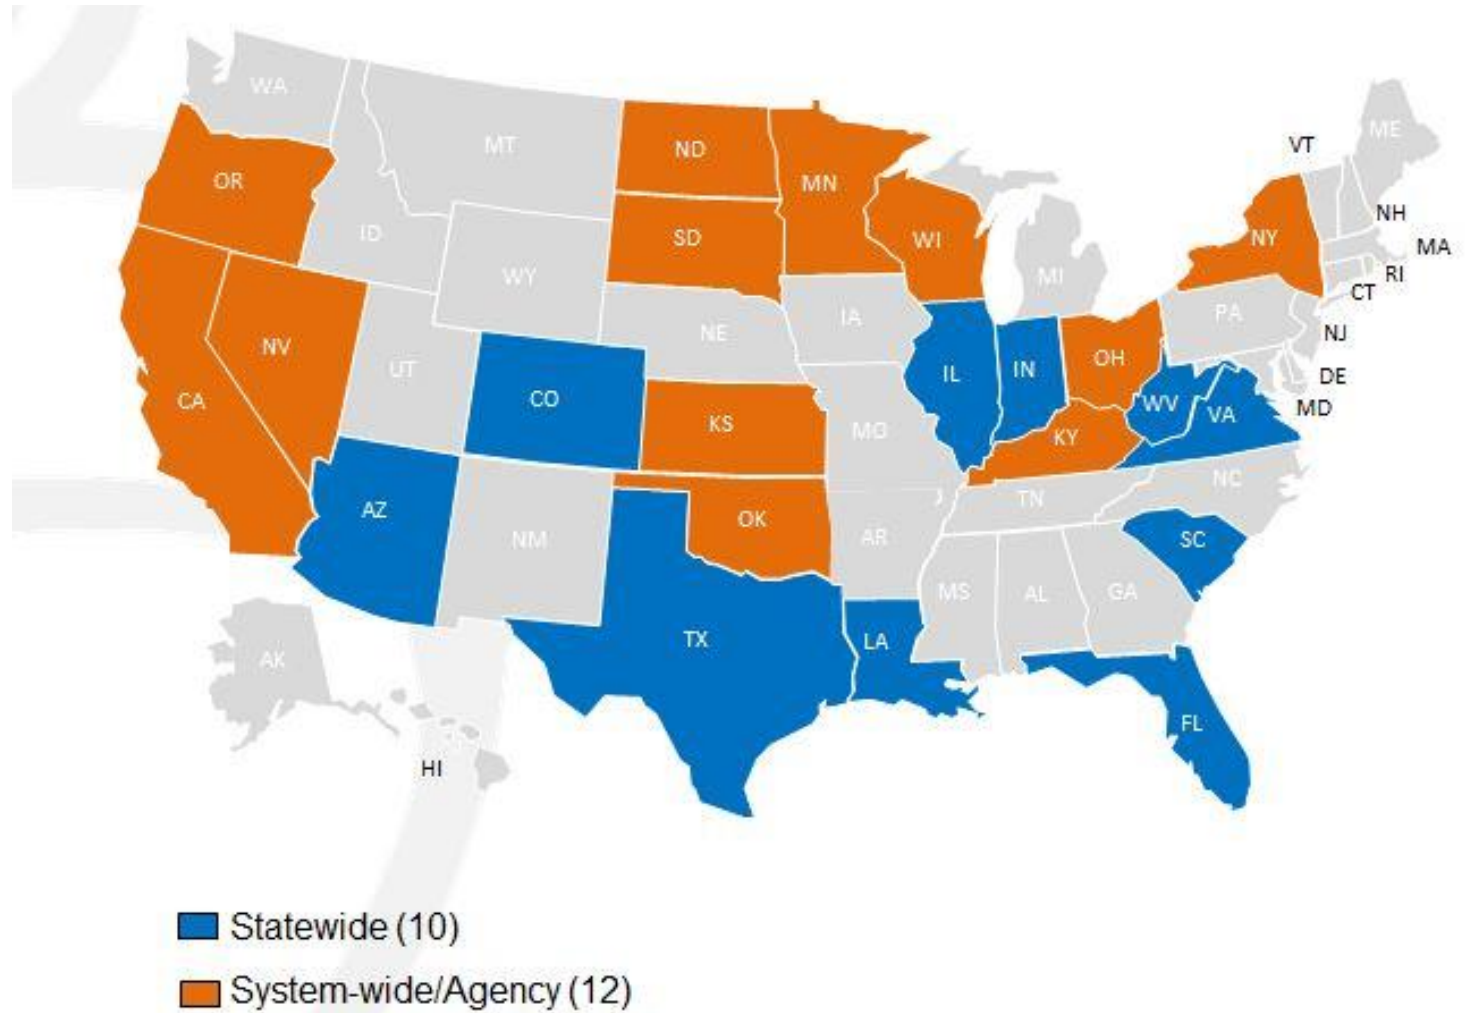 WA
MT
ND
MN
ME
VT
OR
ID
SD
WI
NY
NH
MA
WY
MI
RI
CT
IA
PA
NE
NJ
NV
UT
CO
IL
IN
OH
DE
CA
KS
MO
KY
WV
VA
MD
AZ
NM
OK
AR
TN
NC
SC
MS
AL
GA
TX
LA
AK
FL
HI
Statewide (10)
System-wide/Agency (12)